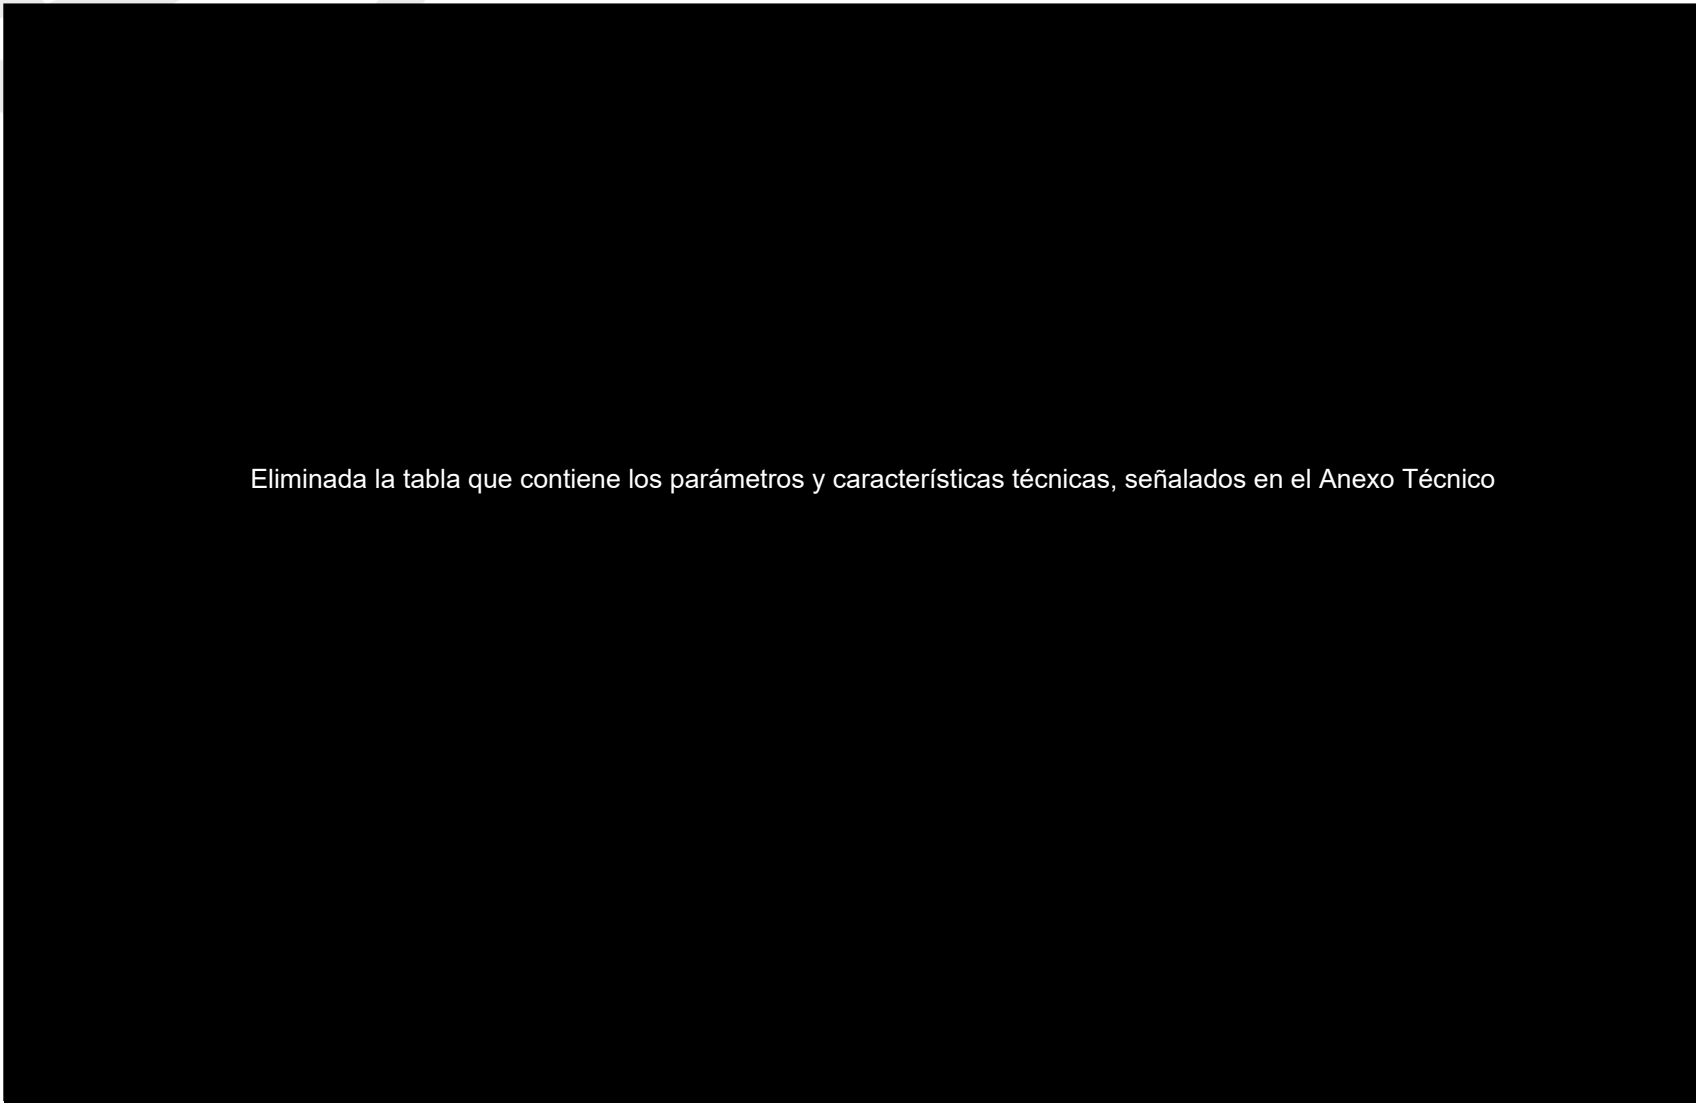 Eliminada la tabla que contiene los parámetros y características técnicas, señalados en el Anexo Técnico